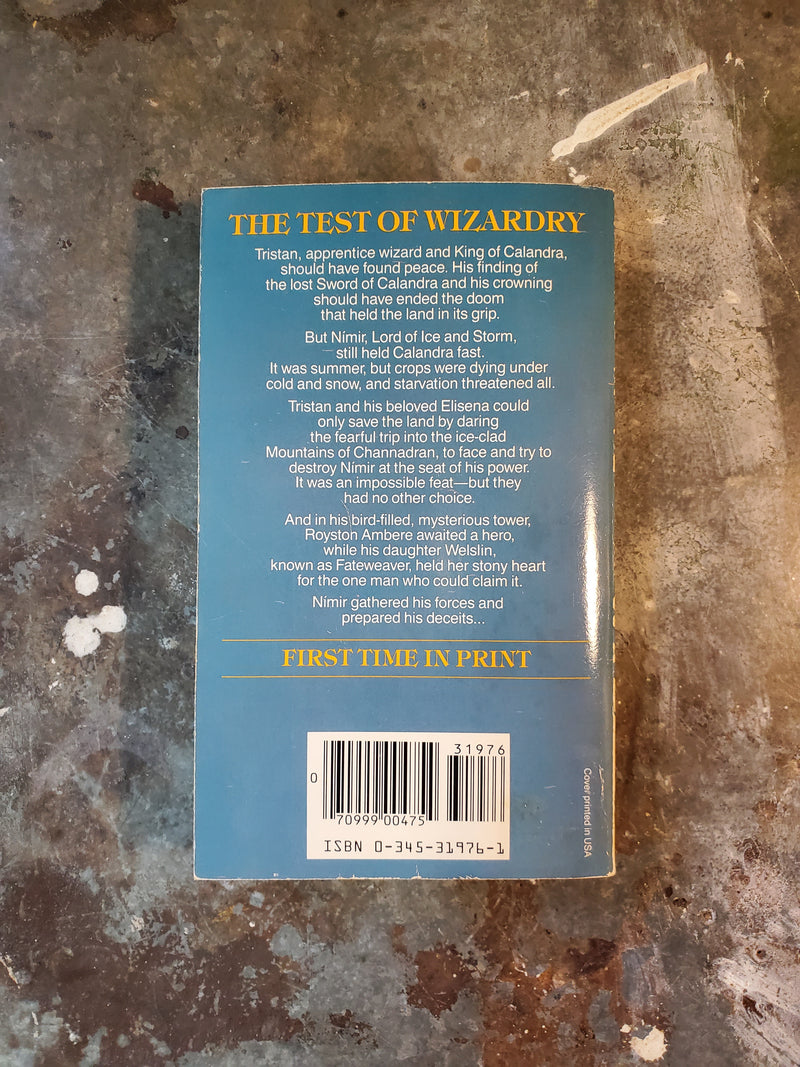 THE TEST OF WIZARDRY
Tristan, apprentice wizard and King of Calandra,
should have found peace. His finding of
the lost Sword of Calandra and his crowning
should have ended the doom
that held the land in its grip.
But Nímir, Lord of Ice and Storm,
still held Calandra fast.
It was summer, but crops were dying under
cold and snow, and starvation threatened all.
Tristan and his beloved Elisena could
only save the land by daring
the fearful trip into the ice-clad
Mountains of Channadran, to face and try to
destroy Nímir at the seat of his power.
It was an impossible feat—but they
had no other choice.
And in his bird-filled, mysterious tower,
Royston Ambere awaited a hero,
while his daughter Welslin,
known as Fateweaver, held her stony heart
for the one man who could claim it.
Nímir gathered his forces and
prepared his deceits...
FIRST TIME IN PRINT
31976
0
70999 00475
ISBN 0-345-31976-1
Cover printed in USA